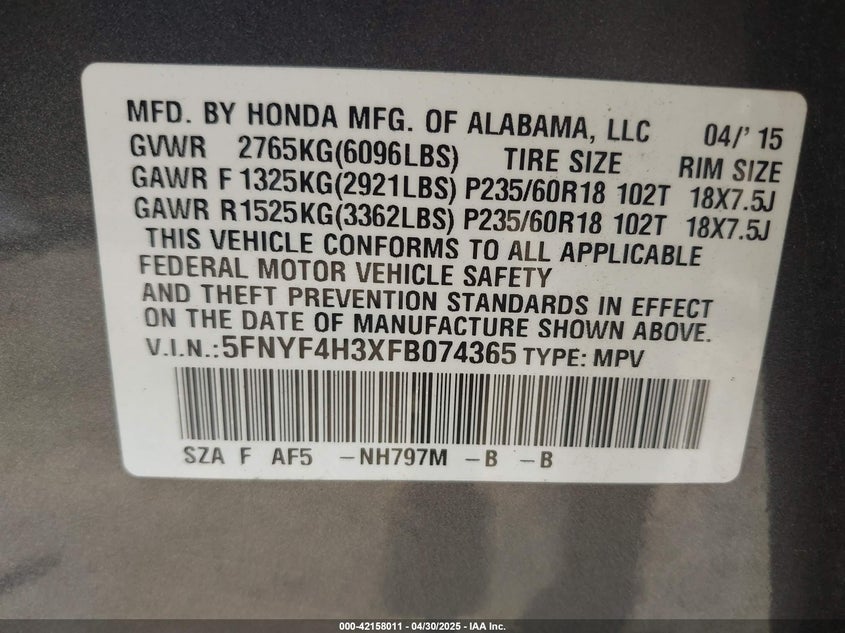 MFD. BY HONDA MFG. OF ALABAMA, LLC 04/' 15
GVWR 2765KG(6096LBS) TIRE SIZE RIM SIZE
GAWR F 1325KG(2921LBS) P235/60R18 102T 18X7.5J
GAWR R1525KG(3362LBS) P235/60R18 102T 18X7.5J
THIS VEHICLE CONFORMS TO ALL APPLICABLE
FEDERAL MOTOR VEHICLE SAFETY
AND THEFT PREVENTION STANDARDS IN EFFECT
ON THE DATE OF MANUFACTURE SHOWN ABOVE.
V.I.N.:5FNYF4H3XFB074365 TYPE: MPV
SZA F AF5 -NH797M -B -B
000-42158011 - 04/30/2025 - IAA Inc.